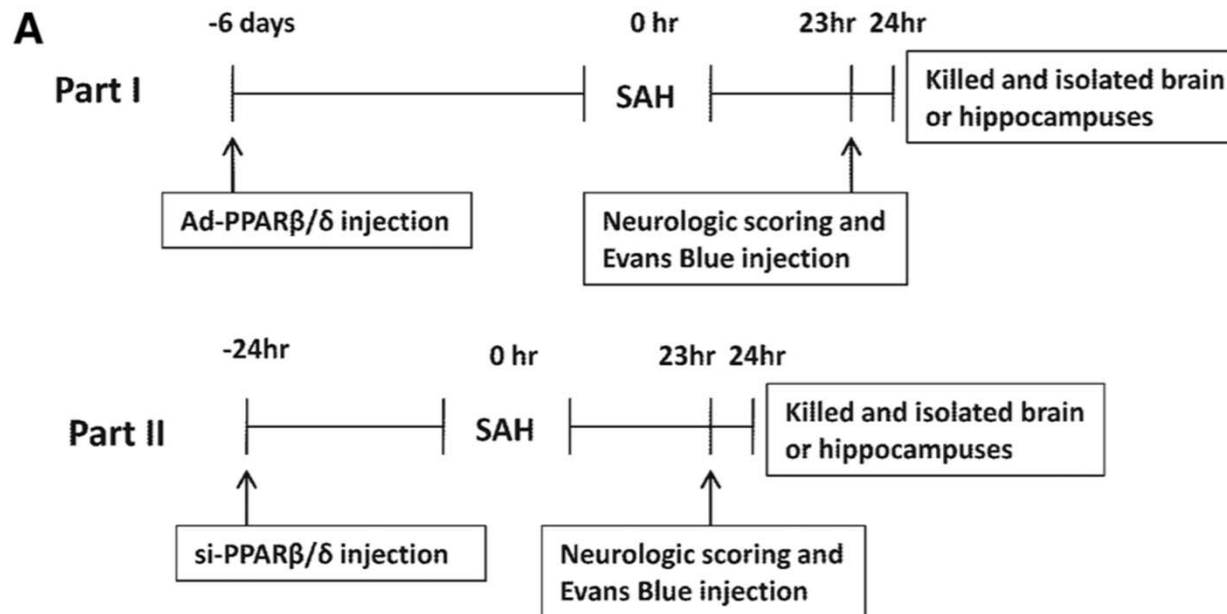 A
-6 days 0 hr 23hr 24hr
Part I
SAH
Killed and isolated brain
or hippocampuses
Ad-PPARβ/δ injection
Neurologic scoring and
Evans Blue injection
-24hr 0 hr 23hr 24hr
Part II
SAH
Killed and isolated brain
or hippocampuses
si-PPARβ/δ injection
Neurologic scoring and
Evans Blue injection